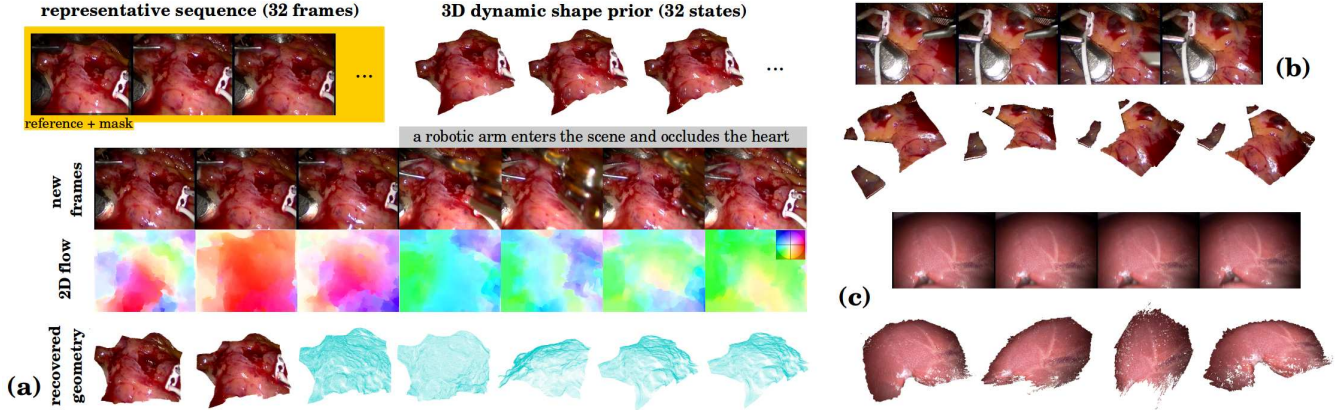 representative sequence (32 frames)
3D dynamic shape prior (32 states)
...
...
reference + mask
a robotic arm enters the scene and occludes the heart
new
frames
2D flow
recovered
geometry
(a)
(b)
(c)